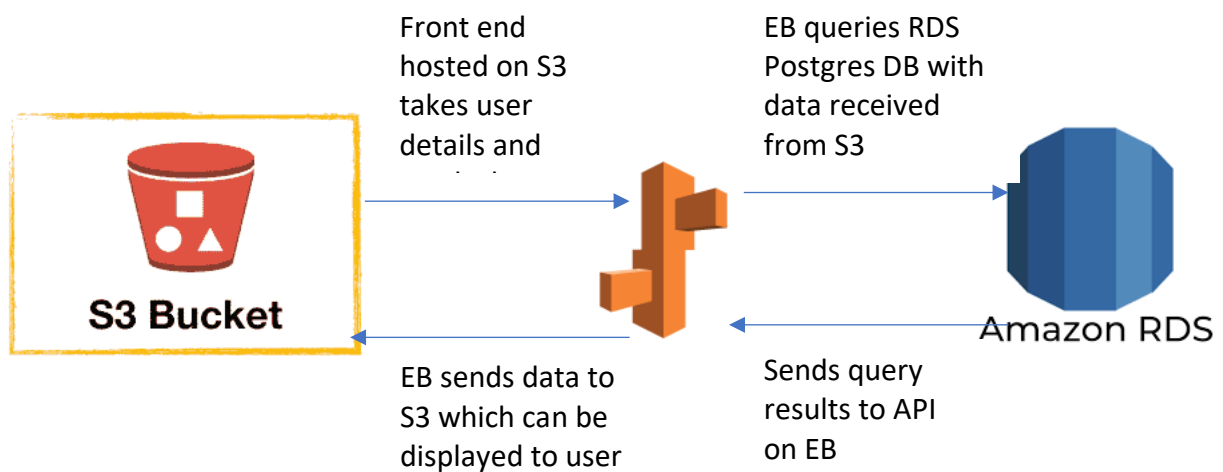 Front end
hosted on S3
takes user
details and
EB queries RDS
Postgres DB with
data received
from S3
S3 Bucket
Amazon RDS
EB sends data to
S3 which can be
displayed to user
Sends query
results to API
on EB